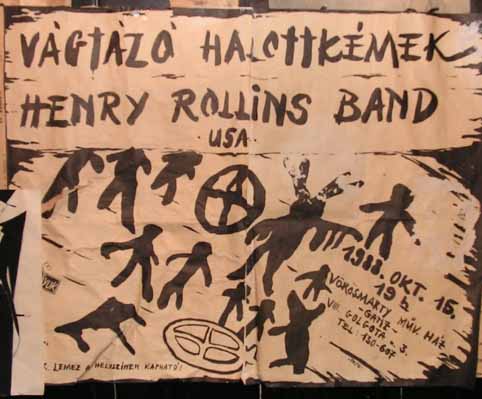 VÁGTÁZÓ HALOTTKÉMEK
HENRY ROLLINS BAND
USA
1988. OKT. 15.
19 h
VÖRÖSMARTY MŰV. HÁZ
- GANZ -
VIII. GOLGOTA u. 3.
TEL: 130-607
LEMEZ A HELYSZÍNEN KAPHATÓ!